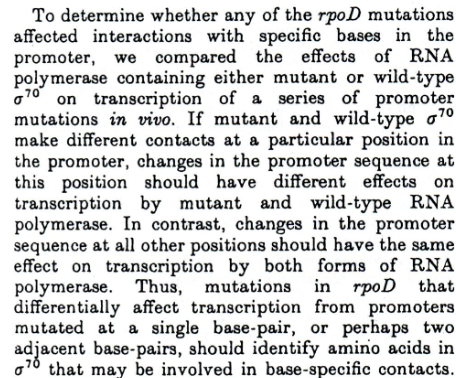 To determine whether any of the rpoD mutations
affected interactions with specific bases in the
promoter, we compared the effects of RNA
polymerase containing either mutant or wild-type
σ⁷⁰ on transcription of a series of promoter
mutations in vivo. If mutant and wild-type σ⁷⁰
make different contacts at a particular position in
the promoter, changes in the promoter sequence at
this position should have different effects on
transcription by mutant and wild-type RNA
polymerase. In contrast, changes in the promoter
sequence at all other positions should have the same
effect on transcription by both forms of RNA
polymerase. Thus, mutations in rpoD that
differentially affect transcription from promoters
mutated at a single base-pair, or perhaps two
adjacent base-pairs, should identify amino acids in
σ⁷⁰ that may be involved in base-specific contacts.